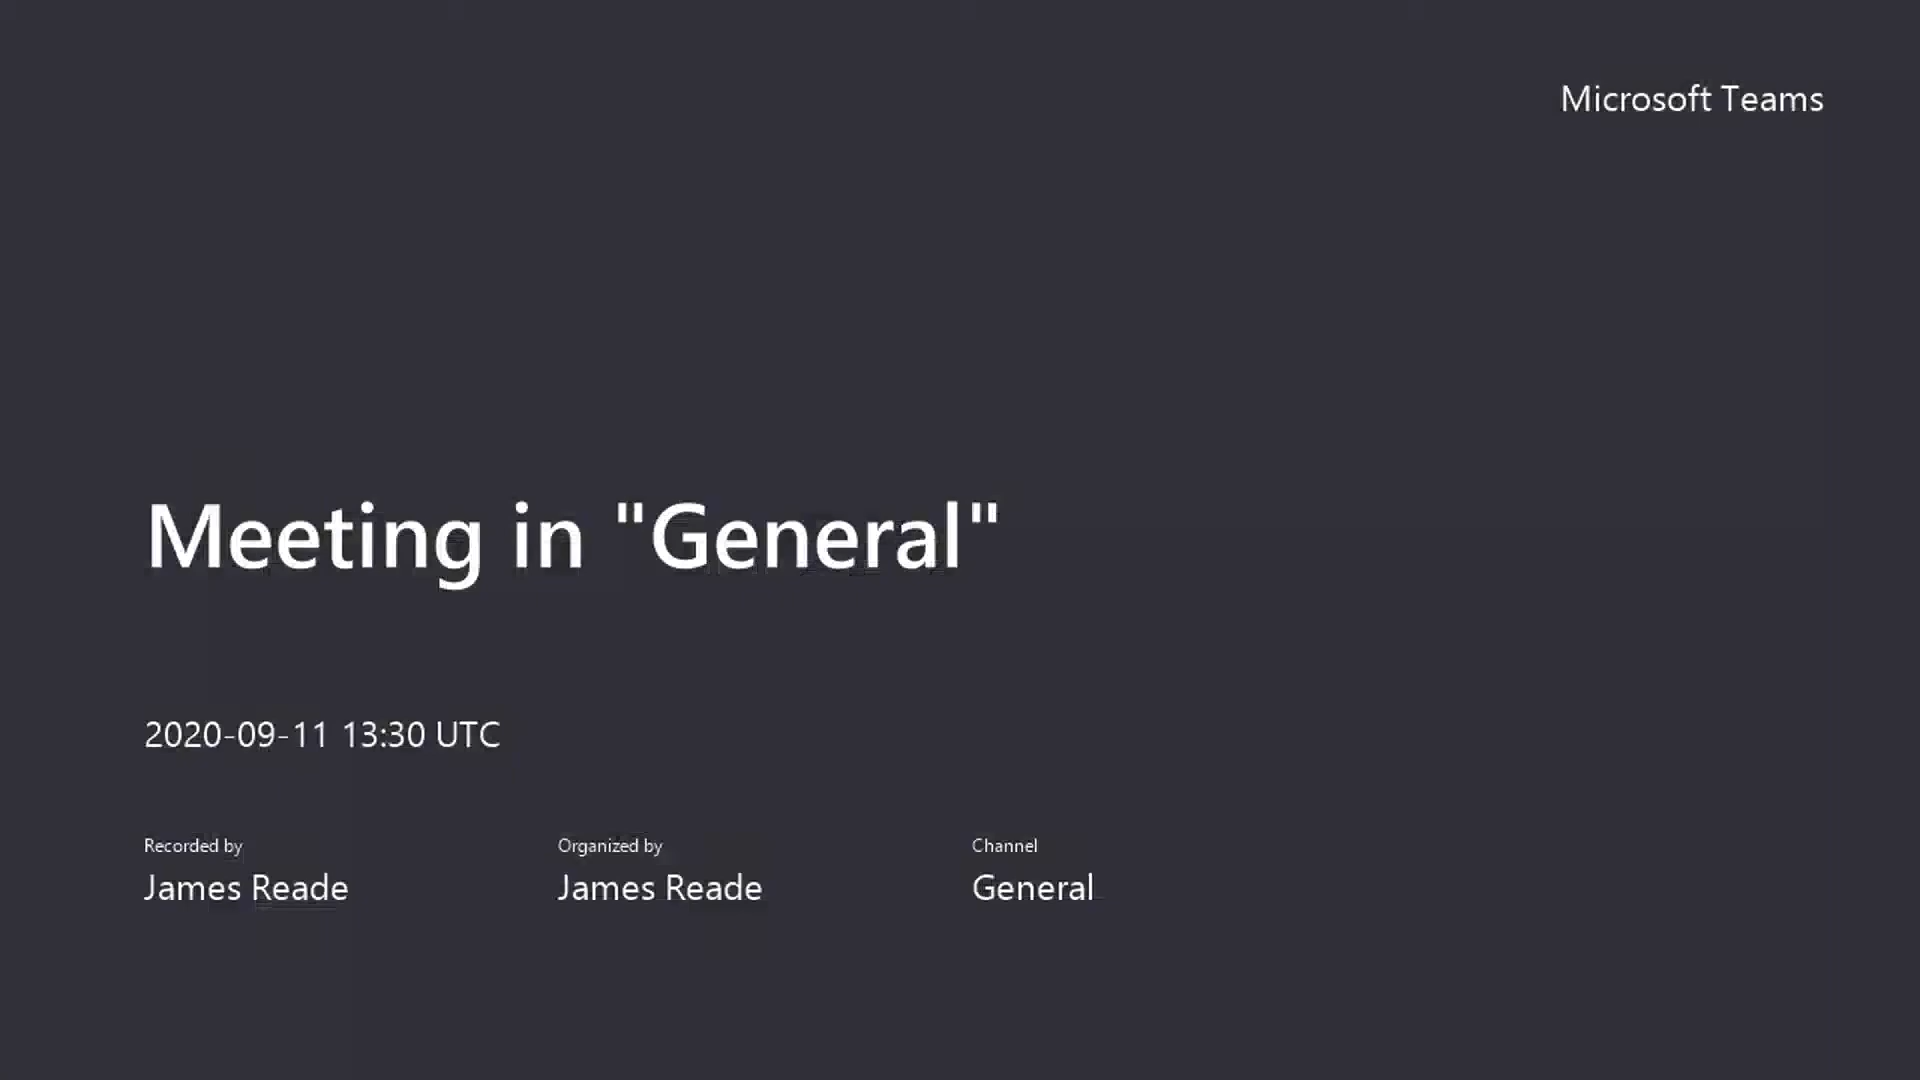 Microsoft Teams
Meeting in "General"
2020-09-11 13:30 UTC
Recorded by
James Reade
Organized by
James Reade
Channel
General